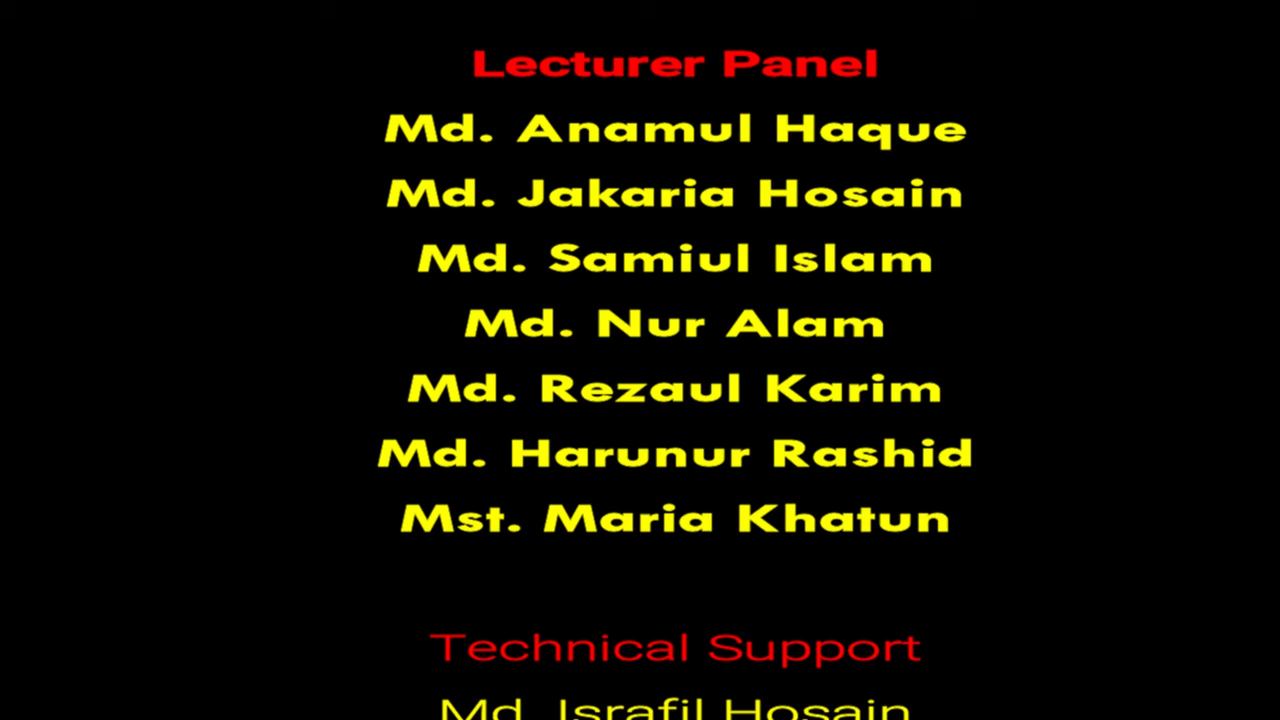 Lecturer Panel
Md. Anamul Haque
Md. Jakaria Hosain
Md. Samiul Islam
Md. Nur Alam
Md. Rezaul Karim
Md. Harunur Rashid
Mst. Maria Khatun
Technical Support
Md. Israfil Hosain